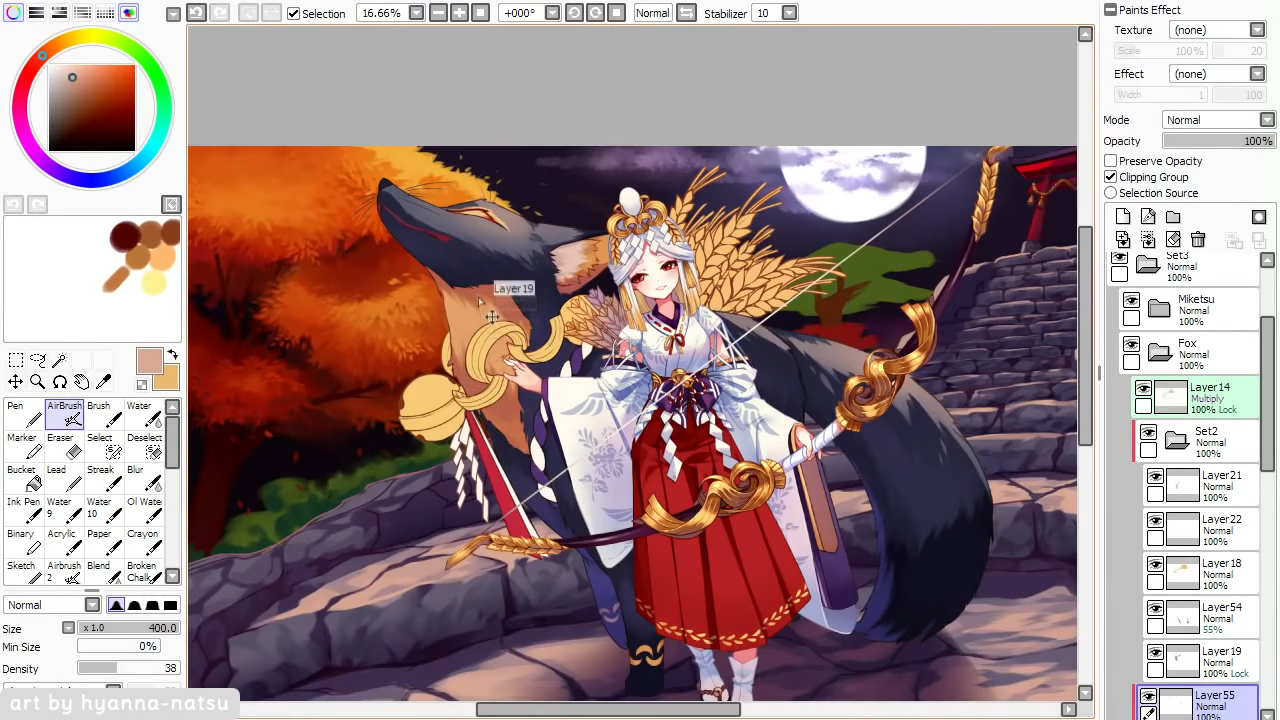 Selection
16.66%
+000°
Normal
Stabilizer
10
Layer19
Pen
AirBrush
Brush
Water
Marker
Eraser
Select
Deselect
Bucket
Lead
Streak
Blur
Ink Pen
Water 9
Water 10
Oil Water
Binary
Acrylic
Paper
Crayon
Sketch
Airbrush 2
Blend
Broken Chalk
Normal
Size
x 1.0
400.0
Min Size
0%
Density
38
art by hyanna-natsu
Paints Effect
Texture
(none)
Scale
100%
20
Effect
(none)
Width
1
100
Mode
Normal
Opacity
100%
Preserve Opacity
Clipping Group
Selection Source
Set3
Normal
Miketsu
Normal
100%
Fox
Normal
100%
Layer14
Multiply
100% Lock
Set2
Normal
100%
Layer21
Normal
100%
Layer22
Normal
100%
Layer18
Normal
100%
Layer54
55%
Layer19
Normal
100% Lock
Layer55
Normal